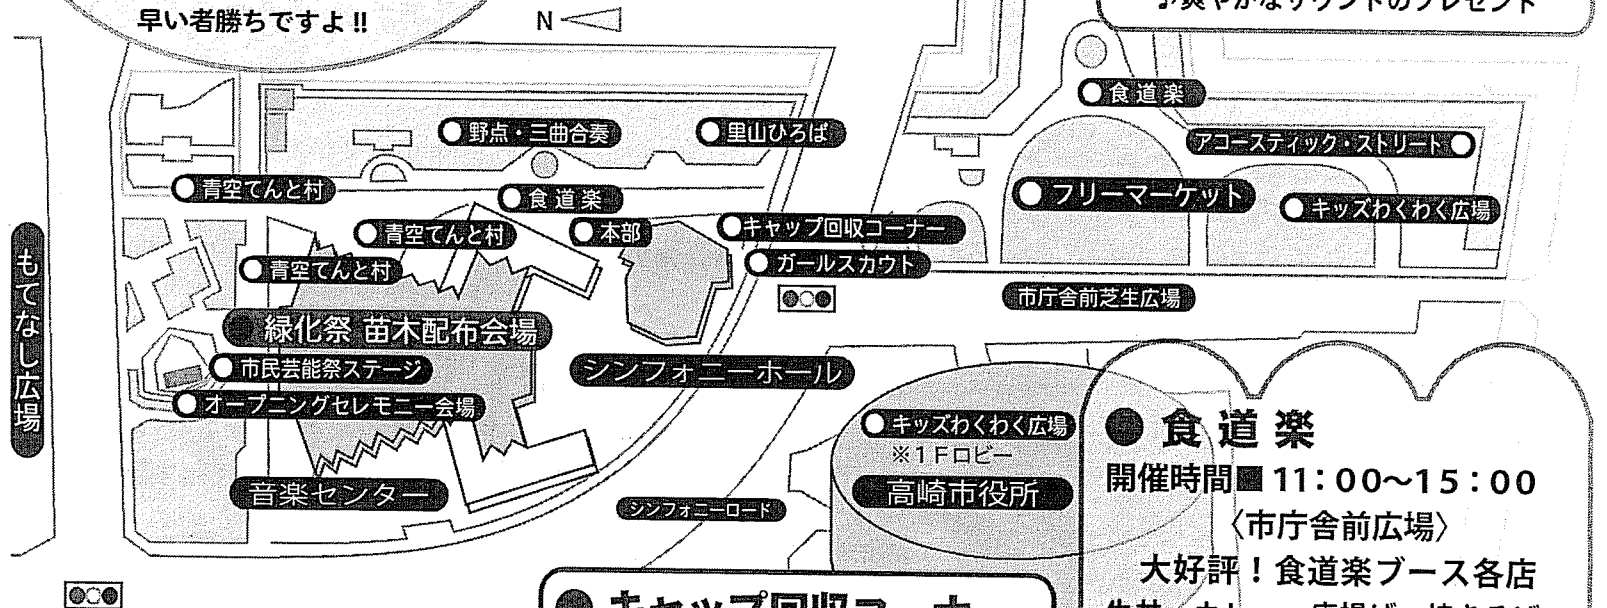 早い者勝ちですよ!!
N
♪爽やかなサウンドのプレゼント
食道楽
野点・三曲合奏
里山ひろば
アコースティック・ストリート
青空てんと村
食道楽
フリーマーケット
キッズわくわく広場
青空てんと村
本部
キャップ回収コーナー
青空てんと村
ガールスカウト
もてなし広場
市庁舎前芝生広場
緑化祭 苗木配布会場
市民芸能祭ステージ
シンフォニーホール
オープニングセレモニー会場
キッズわくわく広場
※1Fロビー
音楽センター
高崎市役所
シンフォニーロード
●食道楽
開催時間■11:00〜15:00
〈市庁舎前広場〉
大好評!食道楽ブース各店
●キャップ回収コーナー